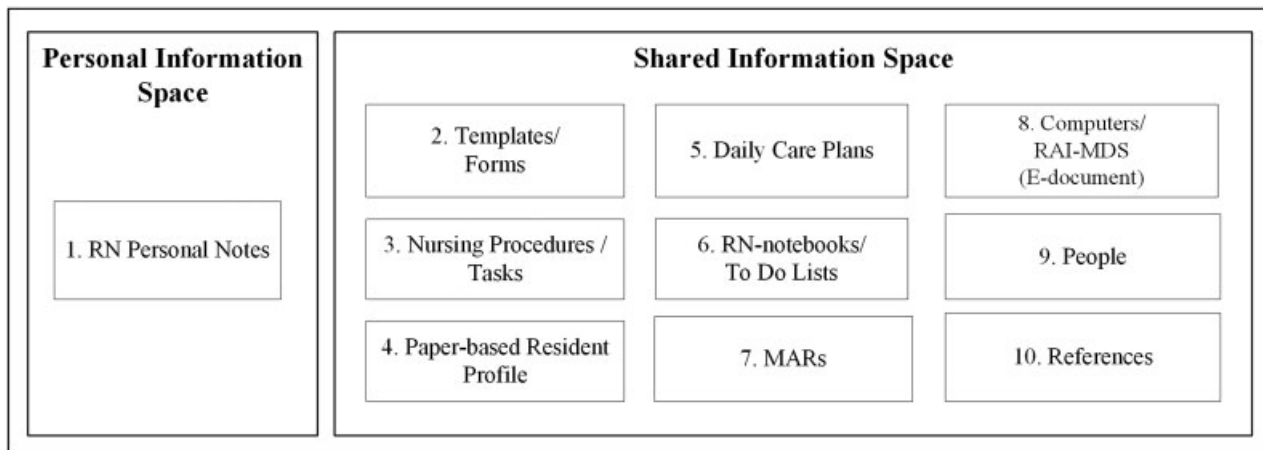 Personal Information
Space
1. RN Personal Notes
Shared Information Space
2. Templates/
Forms
3. Nursing Procedures /
Tasks
4. Paper-based Resident
Profile
5. Daily Care Plans
6. RN-notebooks/
To Do Lists
7. MARs
8. Computers/
RAI-MDS
(E-document)
9. People
10. References